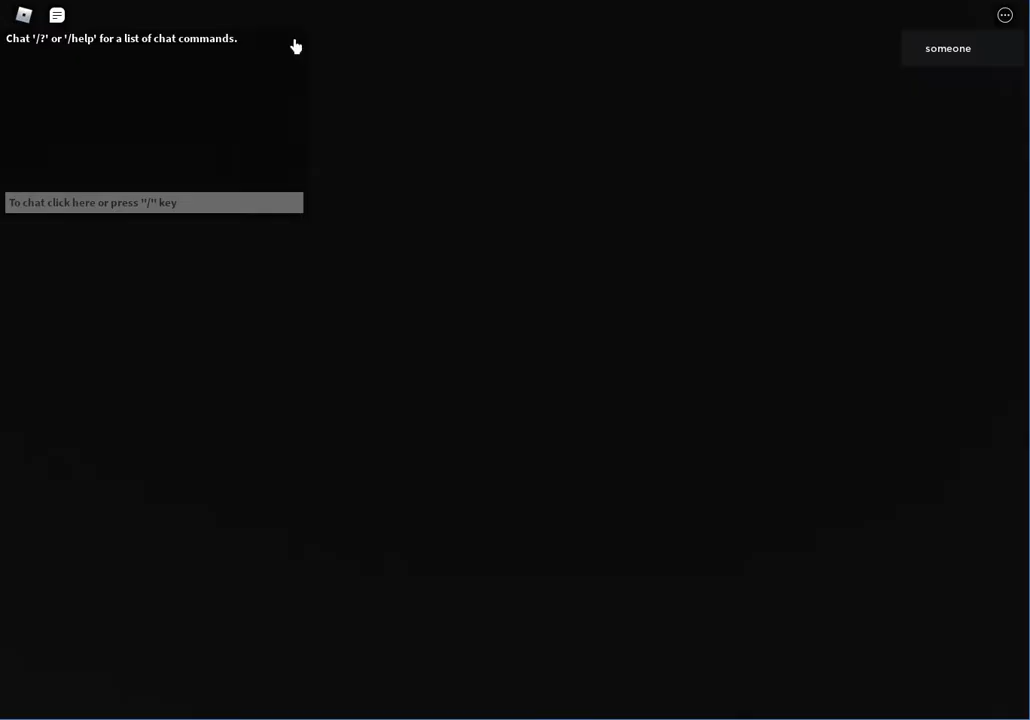 Chat '/?' or '/help' for a list of chat commands.
someone
To chat click here or press "/" key